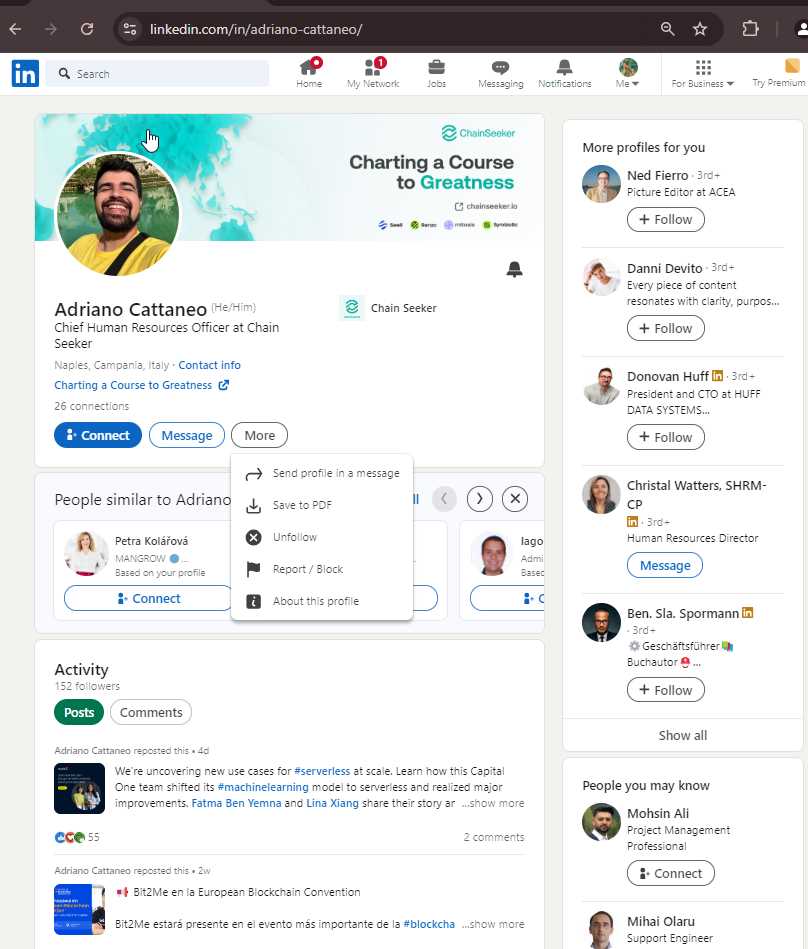 linkedin.com/in/adriano-cattaneo/
in
Search
Home
1
My Network
Jobs
Messaging
Notifications
Me
For Business
Try Premium
ChainSeeker
Charting a Course
to Greatness
chainseeker.io
Swell
Renzo
mitosis
Symbiotic
Adriano Cattaneo (He/Him)
Chief Human Resources Officer at Chain
Seeker
Chain Seeker
Naples, Campania, Italy · Contact info
Charting a Course to Greatness
26 connections
Connect
Message
More
Send profile in a message
Save to PDF
Unfollow
Report / Block
About this profile
People similar to Adriano
ll
Petra Kolářová
MANGROW 🔵...
Based on your profile
Connect
Iago
Admi
Basec
C
Activity
152 followers
Posts
Comments
Adriano Cattaneo reposted this • 4d
We're uncovering new use cases for #serverless at scale. Learn how this Capital
One team shifted its #machinelearning model to serverless and realized major
improvements. Fatma Ben Yemna and Lina Xiang share their story ar ...show more
55
2 comments
Adriano Cattaneo reposted this • 2w
Bit2Me en la European Blockchain Convention
Bit2Me estará presente en el evento más importante de la #blockcha ...show more
More profiles for you
Ned Fierro · 3rd+
Picture Editor at ACEA
+ Follow
Danni Devito · 3rd+
Every piece of content
resonates with clarity, purpos...
+ Follow
Donovan Huff in · 3rd+
President and CTO at HUFF
DATA SYSTEMS...
+ Follow
Christal Watters, SHRM-
CP
in · 3rd+
Human Resources Director
Message
Ben. Sla. Spormann in
· 3rd+
Geschäftsführer
Buchautor ...
+ Follow
Show all
People you may know
Mohsin Ali
Project Management
Professional
Connect
Mihai Olaru
Support Engineer